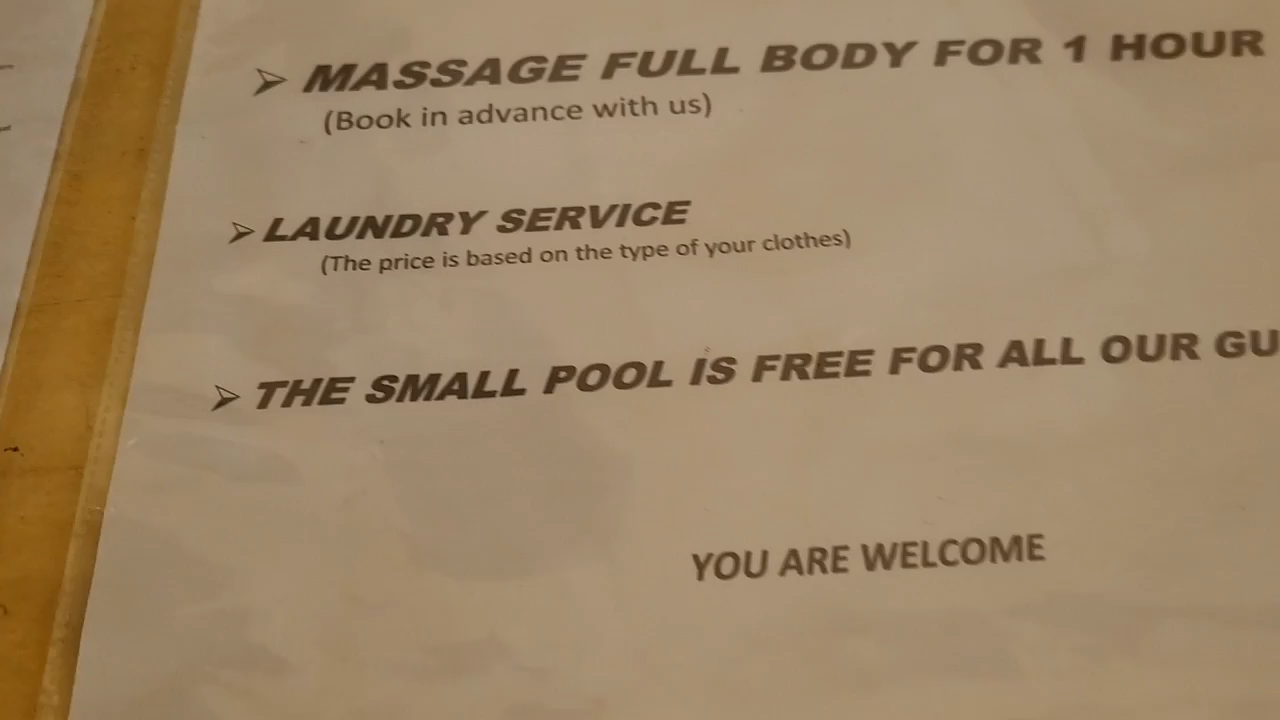 ➢ MASSAGE FULL BODY FOR 1 HOUR
(Book in advance with us)
➢ LAUNDRY SERVICE
(The price is based on the type of your clothes)
➢ THE SMALL POOL IS FREE FOR ALL OUR GU
YOU ARE WELCOME